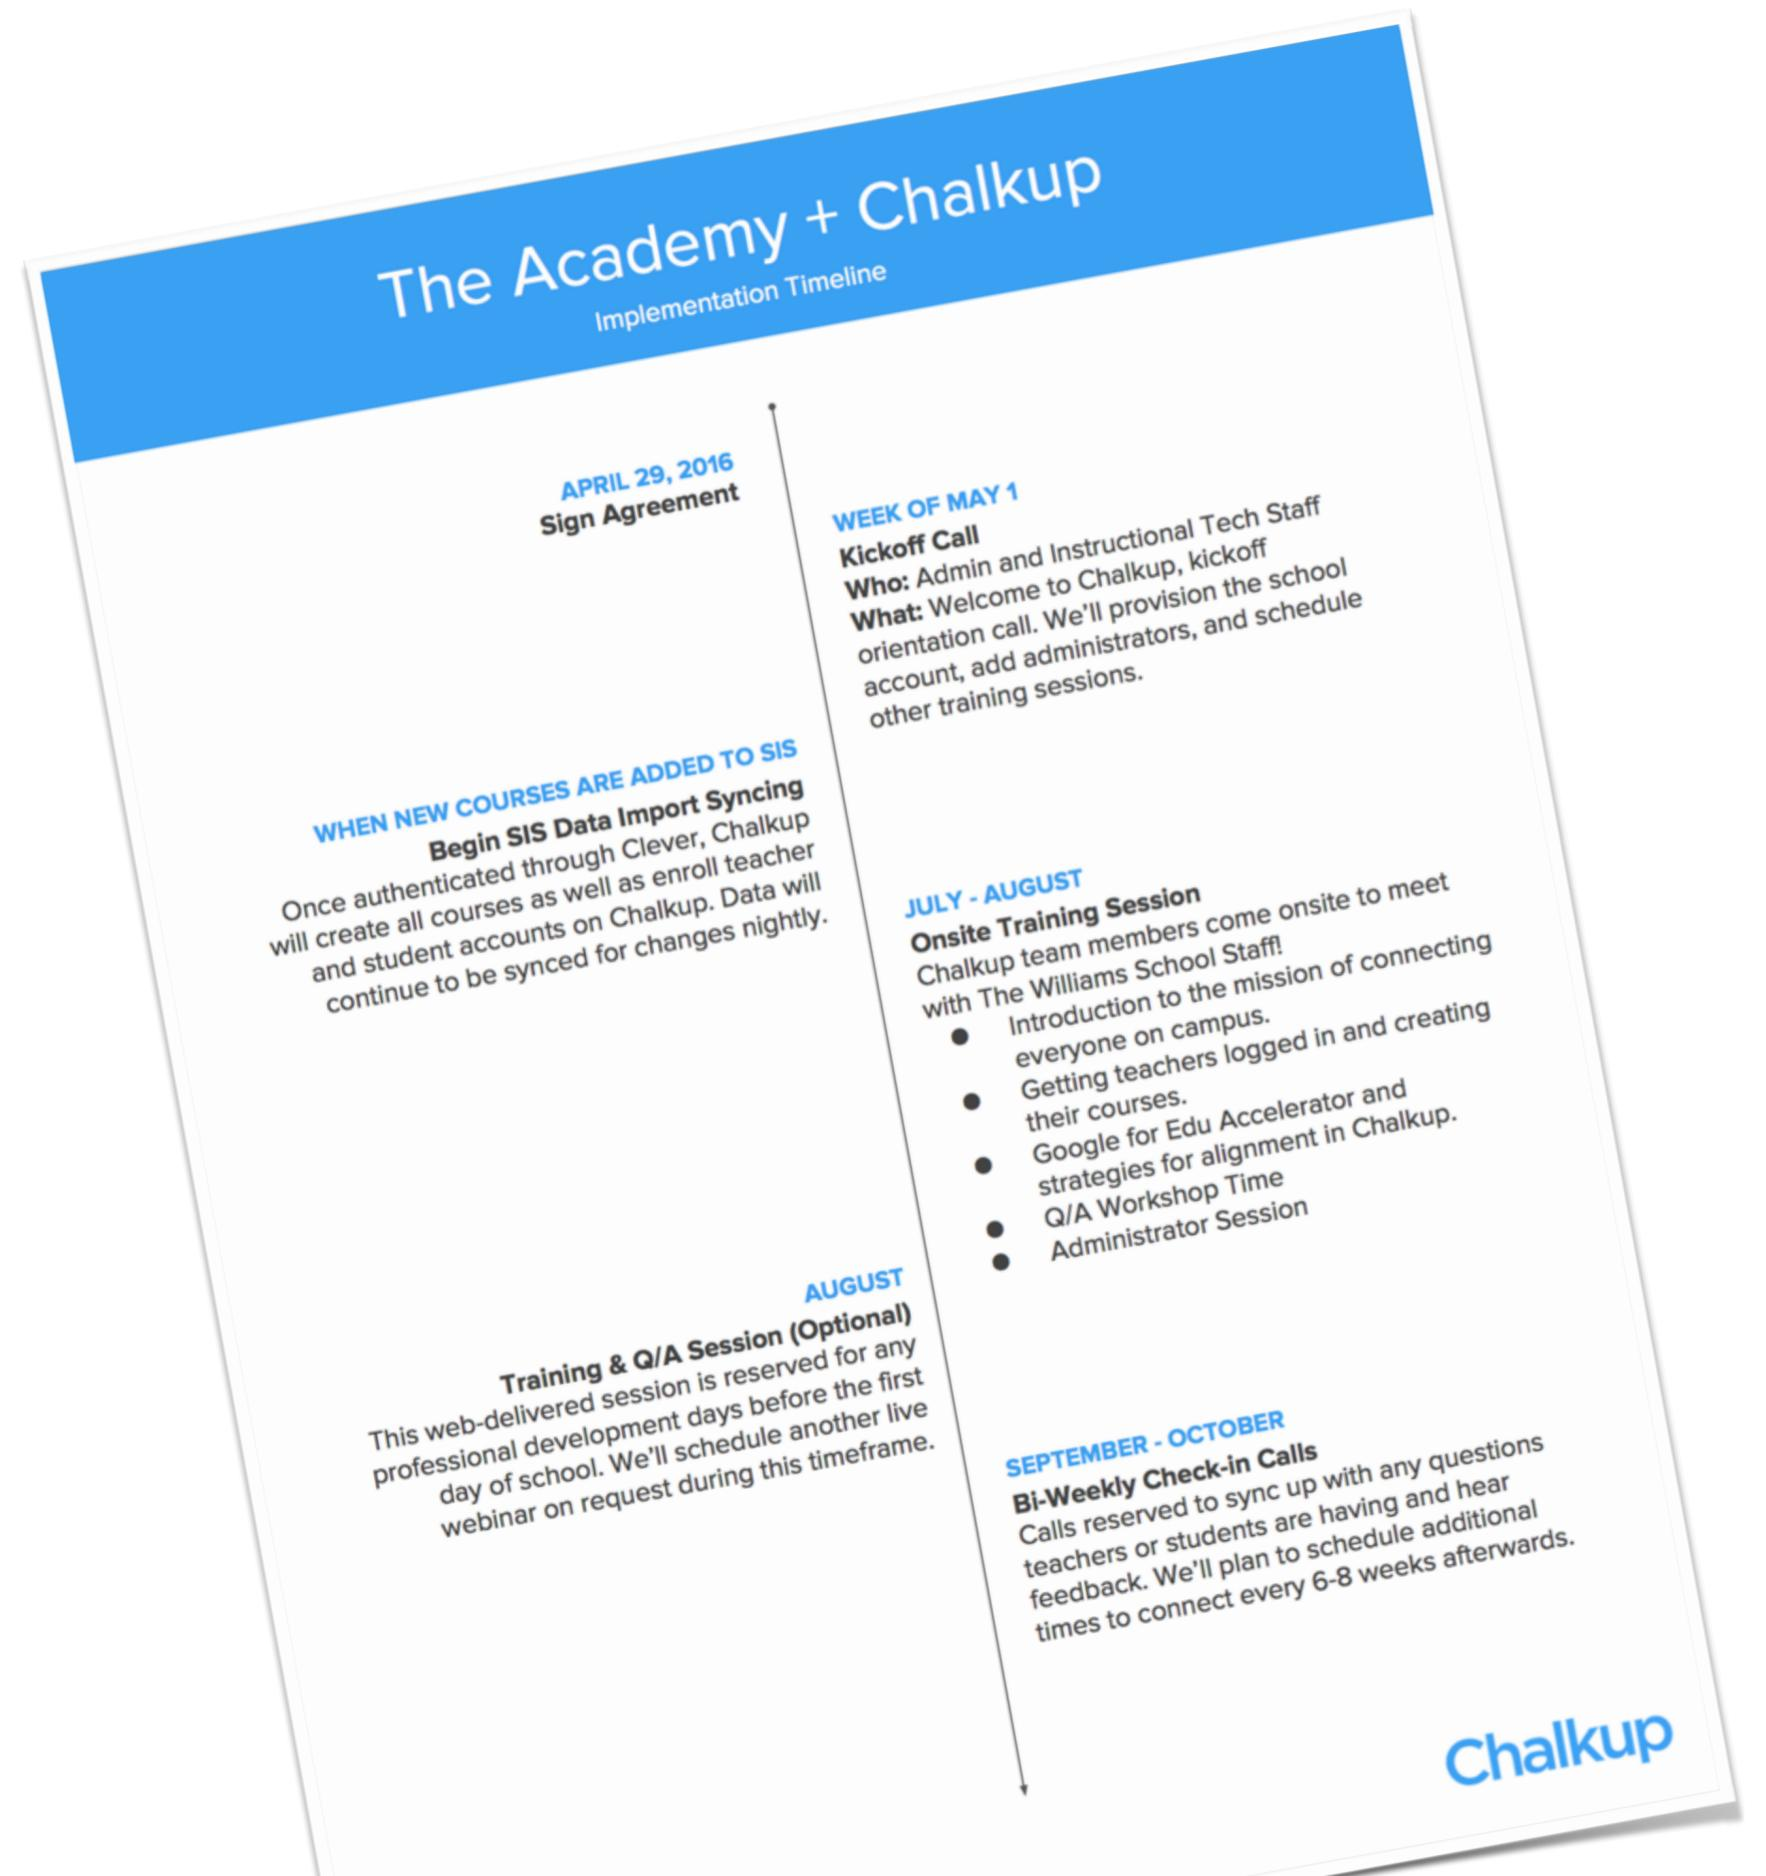 The Academy + Chalkup
Implementation Timeline
APRIL 29, 2016
Sign Agreement
WEEK OF MAY 1
Kickoff Call
Who: Admin and Instructional Tech Staff
What: Welcome to Chalkup, kickoff
orientation call. We'll provision the school
account, add administrators, and schedule
other training sessions.
WHEN NEW COURSES ARE ADDED TO SIS
Begin SIS Data Import Syncing
Once authenticated through Clever, Chalkup
will create all courses as well as enroll teacher
and student accounts on Chalkup. Data will
continue to be synced for changes nightly.
JULY - AUGUST
Onsite Training Session
Chalkup team members come onsite to meet
with The Williams School Staff!
● Introduction to the mission of connecting
everyone on campus.
● Getting teachers logged in and creating
their courses.
● Google for Edu Accelerator and
strategies for alignment in Chalkup.
● Q/A Workshop Time
● Administrator Session
AUGUST
Training & Q/A Session (Optional)
This web-delivered session is reserved for any
professional development days before the first
day of school. We'll schedule another live
webinar on request during this timeframe.
SEPTEMBER - OCTOBER
Bi-Weekly Check-in Calls
Calls reserved to sync up with any questions
teachers or students are having and hear
feedback. We'll plan to schedule additional
times to connect every 6-8 weeks afterwards.
Chalkup